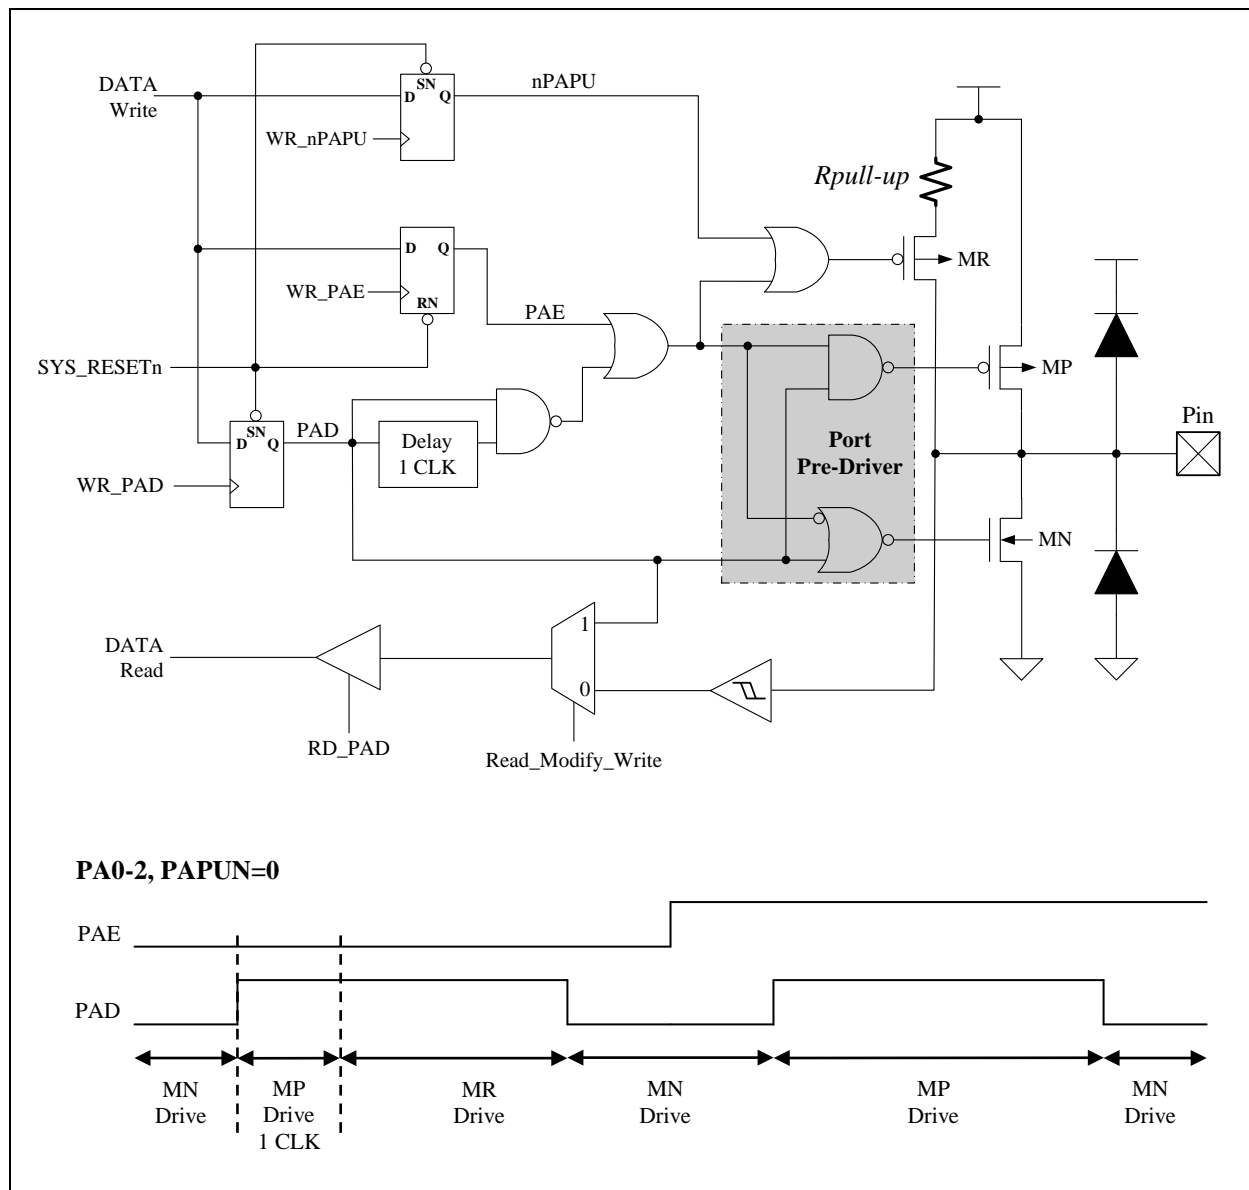 DATA
Write
D
SN
Q
nPAPU
WR_nPAPU
Rpull-up
D
Q
MR
WR_PAE
RN
PAE
SYS_RESETn
MP
D
SN
Q
PAD
Delay
1 CLK
Port
Pre-Driver
Pin
WR_PAD
MN
1
DATA
Read
0
RD_PAD
Read_Modify_Write
PA0-2, PAPUN=0
PAE
PAD
MN
Drive
MP
Drive
1 CLK
MR
Drive
MN
Drive
MP
Drive
MN
Drive